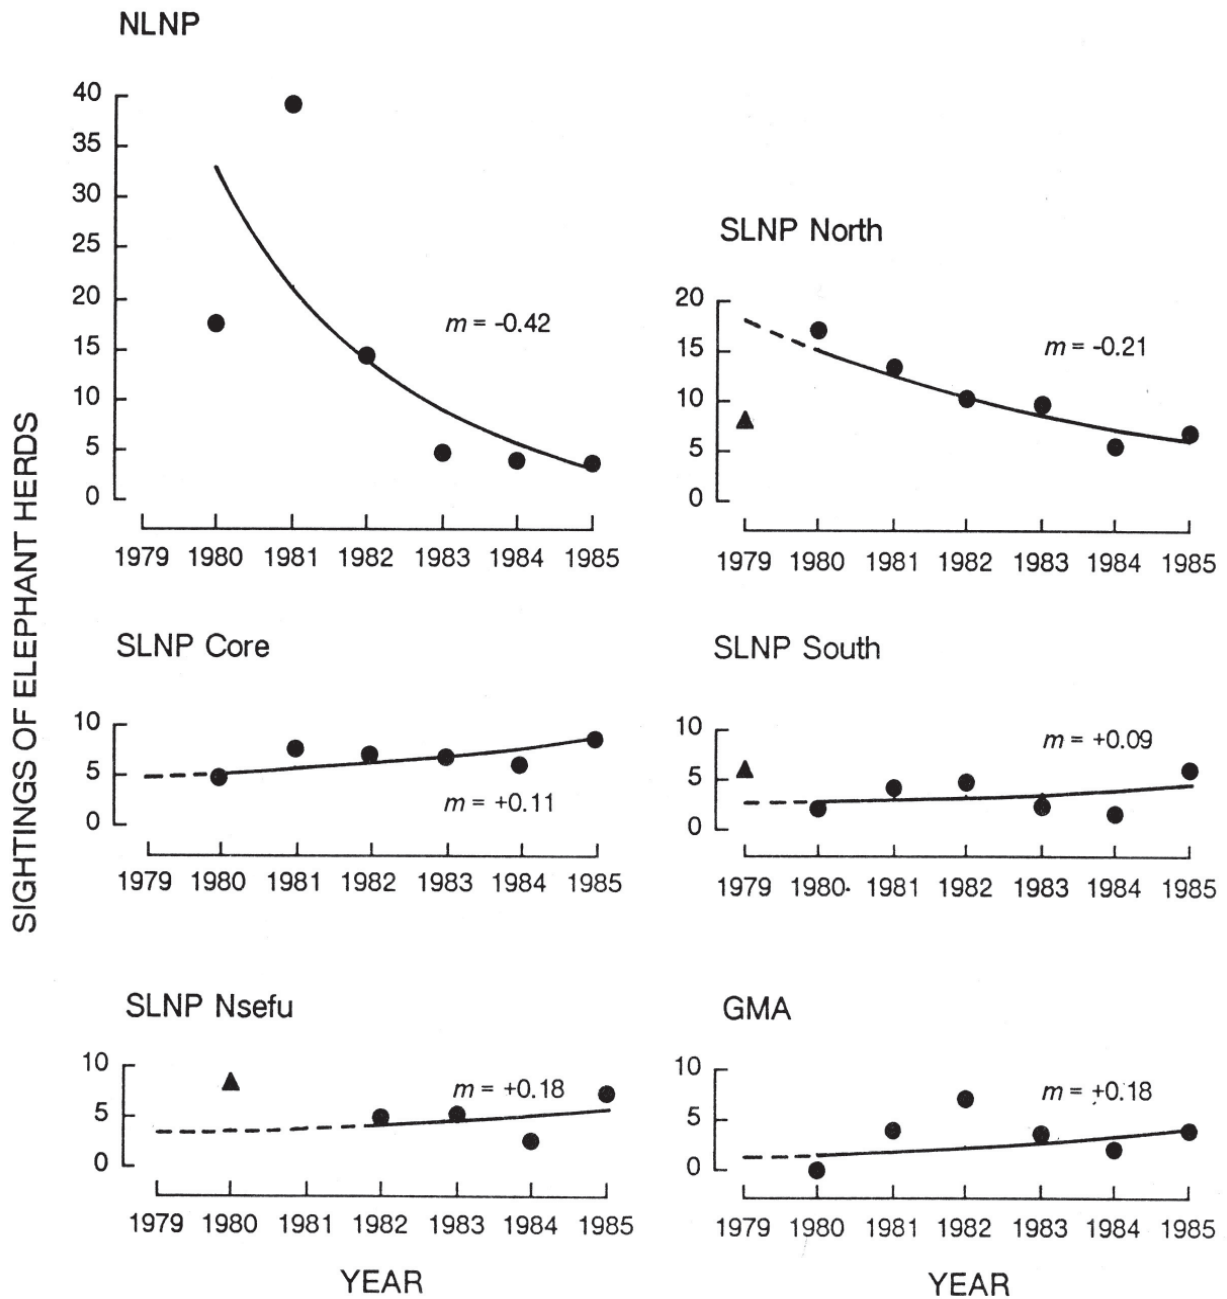 SIGHTINGS OF ELEPHANT HERDS
NLNP
40
35
30
25
20
15
10
5
0
m = -0.42
1979 1980 1981 1982 1983 1984 1985
SLNP North
20
15
10
5
0
m = -0.21
1979 1980 1981 1982 1983 1984 1985
SLNP Core
10
5
0
m = +0.11
1979 1980 1981 1982 1983 1984 1985
SLNP South
10
5
0
m = +0.09
1979 1980 1981 1982 1983 1984 1985
SLNP Nsefu
10
5
0
m = +0.18
1979 1980 1981 1982 1983 1984 1985
YEAR
GMA
10
5
0
m = +0.18
1979 1980 1981 1982 1983 1984 1985
YEAR